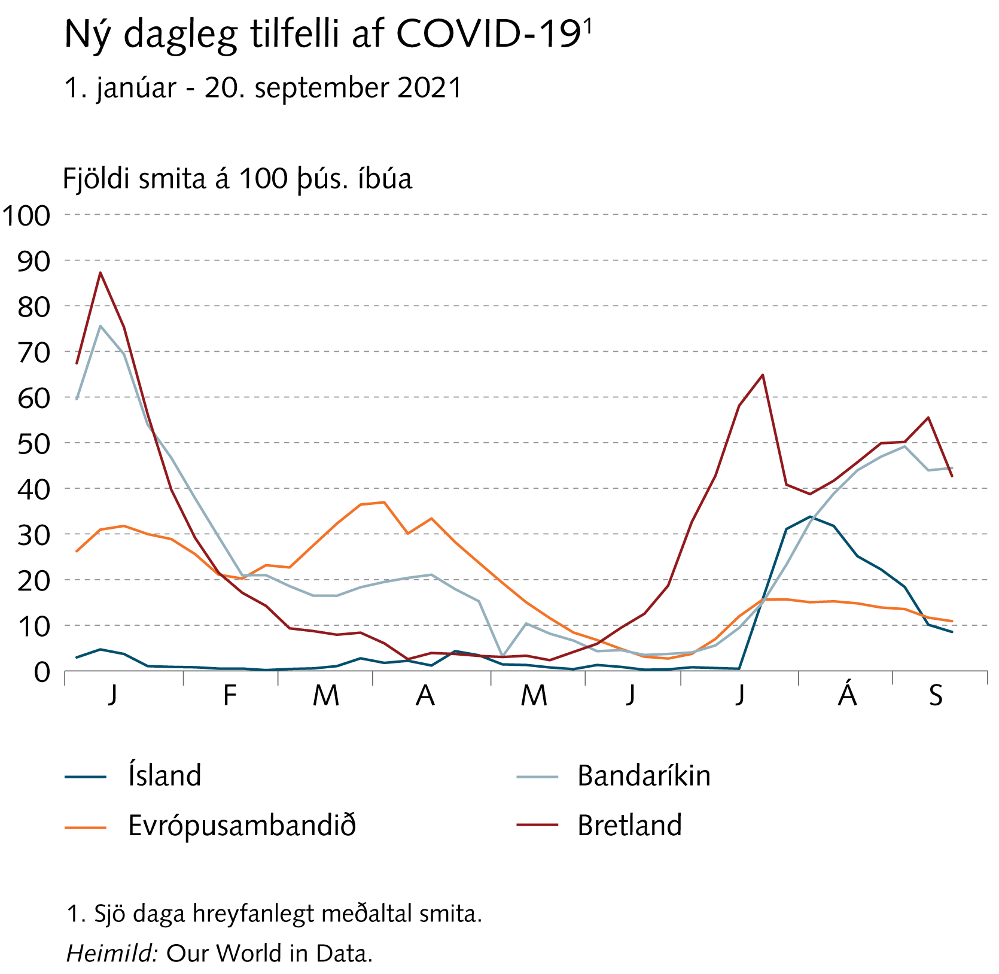 Ný dagleg tilfelli af COVID-19¹
1. janúar - 20. september 2021
Fjöldi smita á 100 þús. íbúa
100
90
80
70
60
50
40
30
20
10
0
J F M A M J J Á S
Ísland
Bandaríkin
Evrópusambandið
Bretland
1. Sjö daga hreyfanlegt meðaltal smita.
Heimild: Our World in Data.